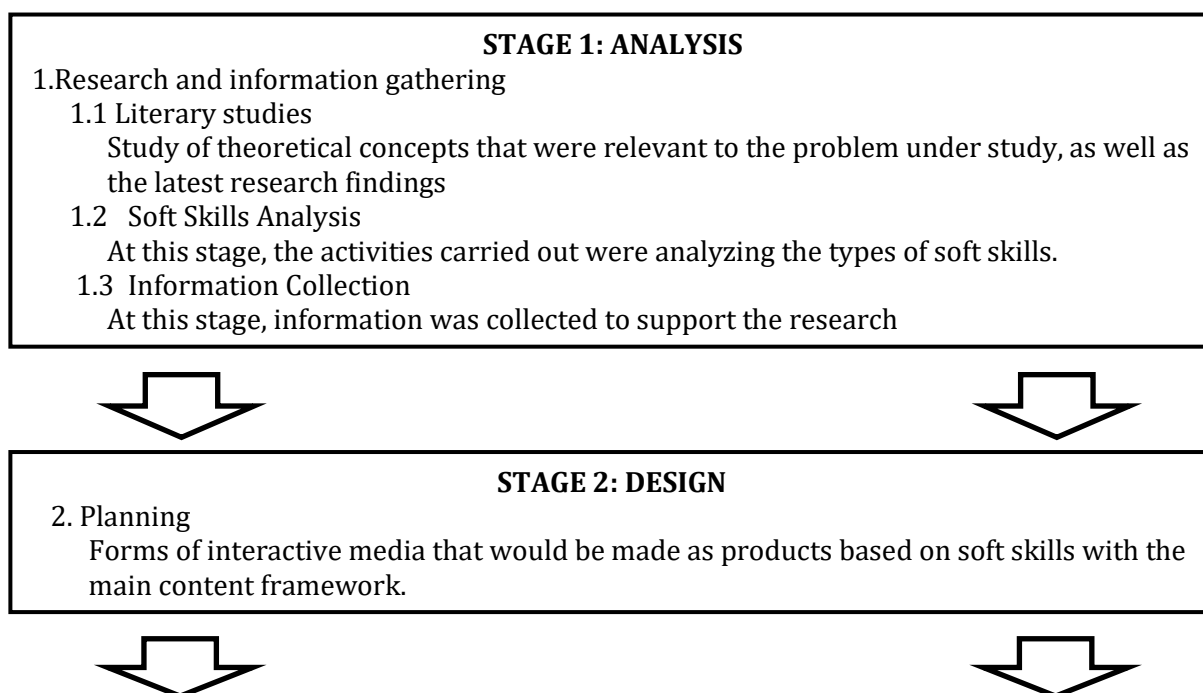 STAGE 1: ANALYSIS
1.Research and information gathering
1.1 Literary studies
Study of theoretical concepts that were relevant to the problem under study, as well as
the latest research findings
1.2 Soft Skills Analysis
At this stage, the activities carried out were analyzing the types of soft skills.
1.3 Information Collection
At this stage, information was collected to support the research
STAGE 2: DESIGN
2. Planning
Forms of interactive media that would be made as products based on soft skills with the
main content framework.